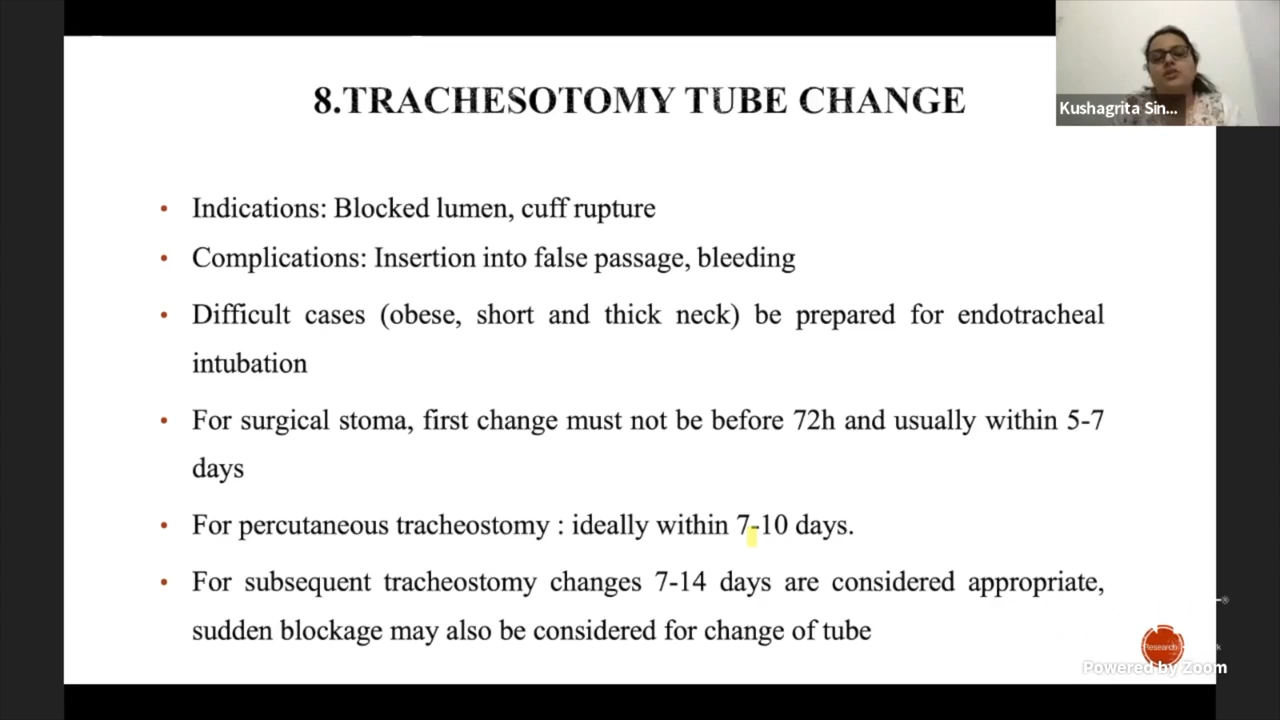 8.TRACHESOTOMY TUBE CHANGE
Kushagrita Sin...
• Indications: Blocked lumen, cuff rupture
• Complications: Insertion into false passage, bleeding
• Difficult cases (obese, short and thick neck) be prepared for endotracheal
intubation
• For surgical stoma, first change must not be before 72h and usually within 5-7
days
• For percutaneous tracheostomy : ideally within 7-10 days.
• For subsequent tracheostomy changes 7-14 days are considered appropriate,
sudden blockage may also be considered for change of tube
Research
Powered by Zoom